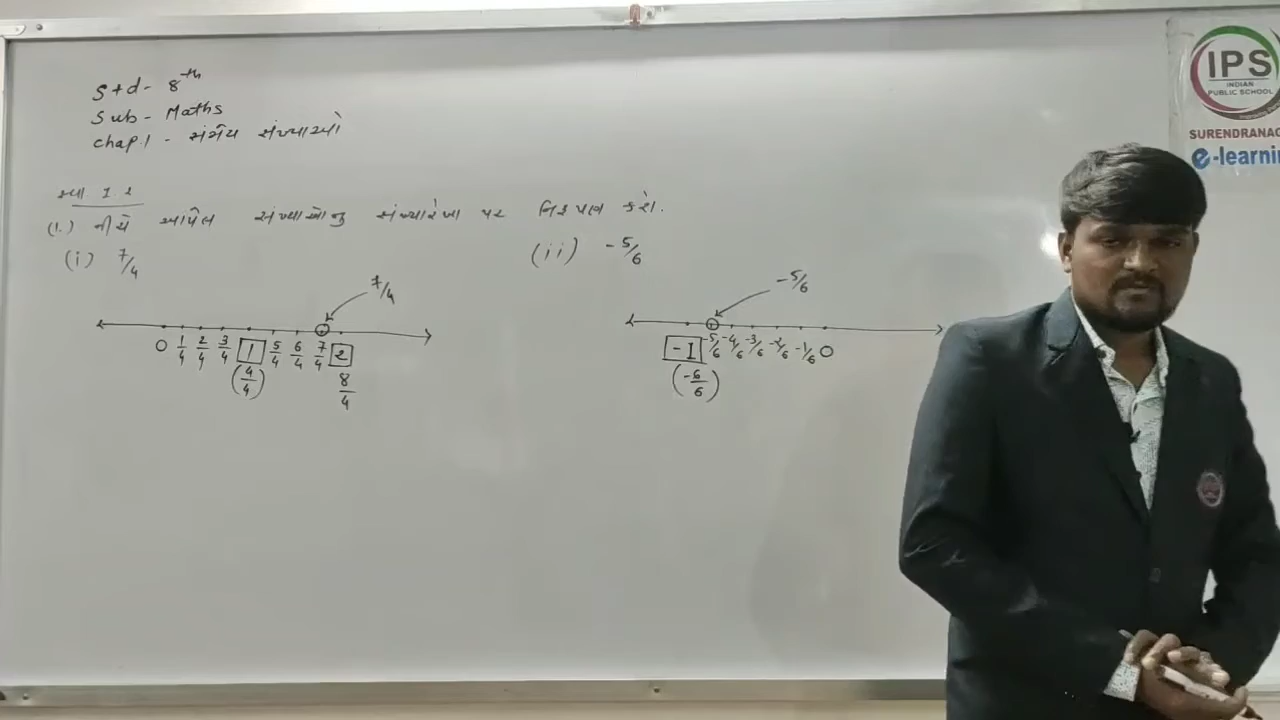 Std - 8th
Sub - Maths
Chap.1 - સંમેય સંખ્યાઓ
સ્વા 1.2
(1.) નીચે આપેલ સંખ્યાઓનું સંખ્યારેખા પર નિરૂપણ કરો.
(i) 7/4
(ii) -5/6
7/4
0 1/4 2/4 3/4 1 5/4 6/4 7/4 2
(4/4) 8/4
-5/6
-1 -5/6 -4/6 -3/6 -2/6 -1/6 0
(-6/6)
IPS
INDIAN
PUBLIC SCHOOL
e-learnin